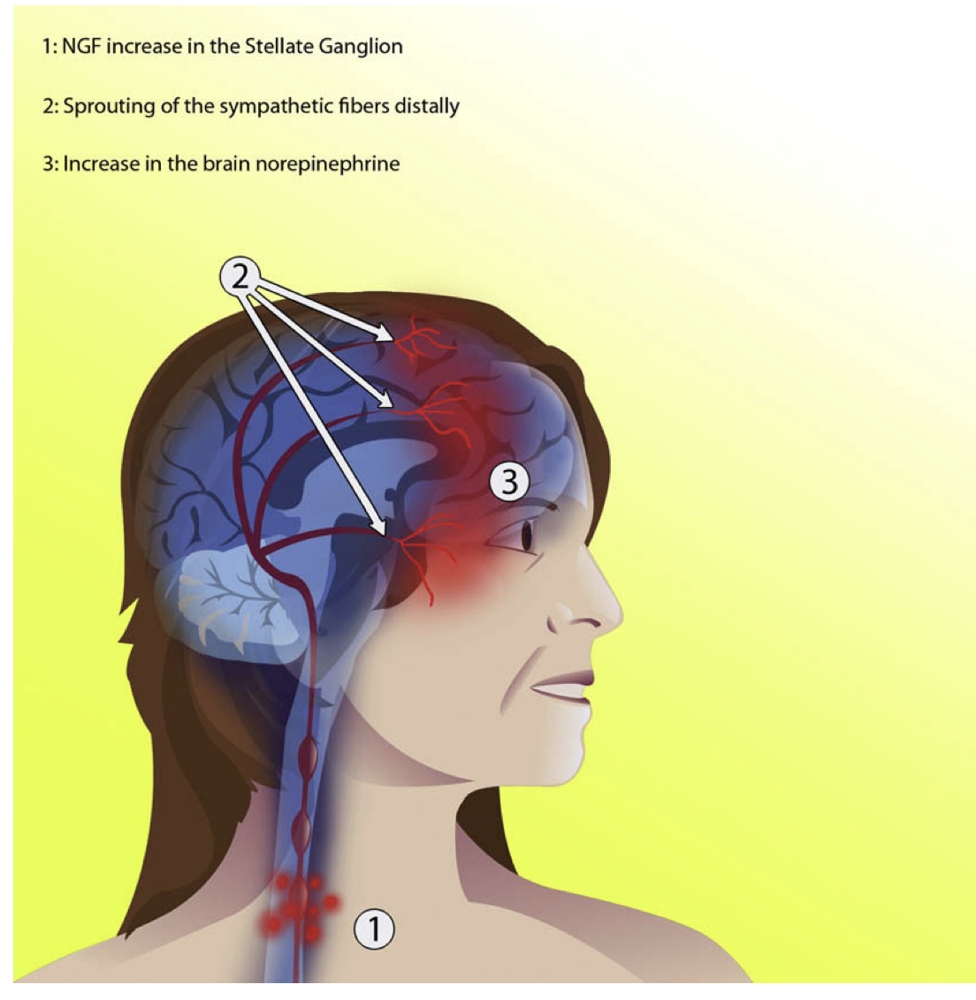 1: NGF increase in the Stellate Ganglion
2: Sprouting of the sympathetic fibers distally
3: Increase in the brain norepinephrine
2
3
1